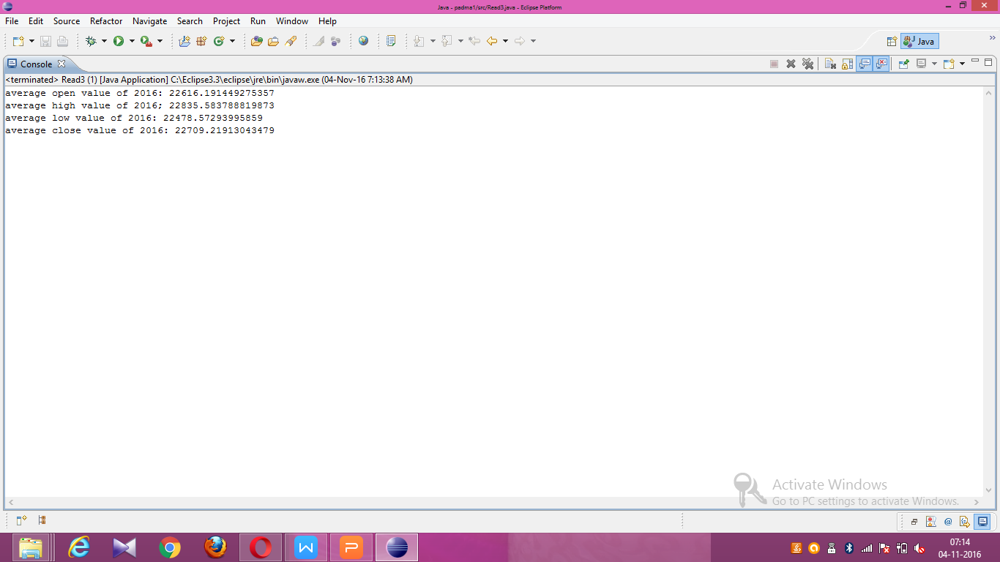 Java - padma1/src/Read3.java - Eclipse Platform
File Edit Source Refactor Navigate Search Project Run Window Help
Java
Console
<terminated> Read3 (1) [Java Application] C:\Eclipse3.3\eclipse\jre\bin\javaw.exe (04-Nov-16 7:13:38 AM)
average open value of 2016: 22616.191449275357
average high value of 2016; 22835.583788819873
average low value of 2016: 22478.57293995859
average close value of 2016: 22709.21913043479
Activate Windows
Go to PC settings to activate Windows.
07:14
04-11-2016